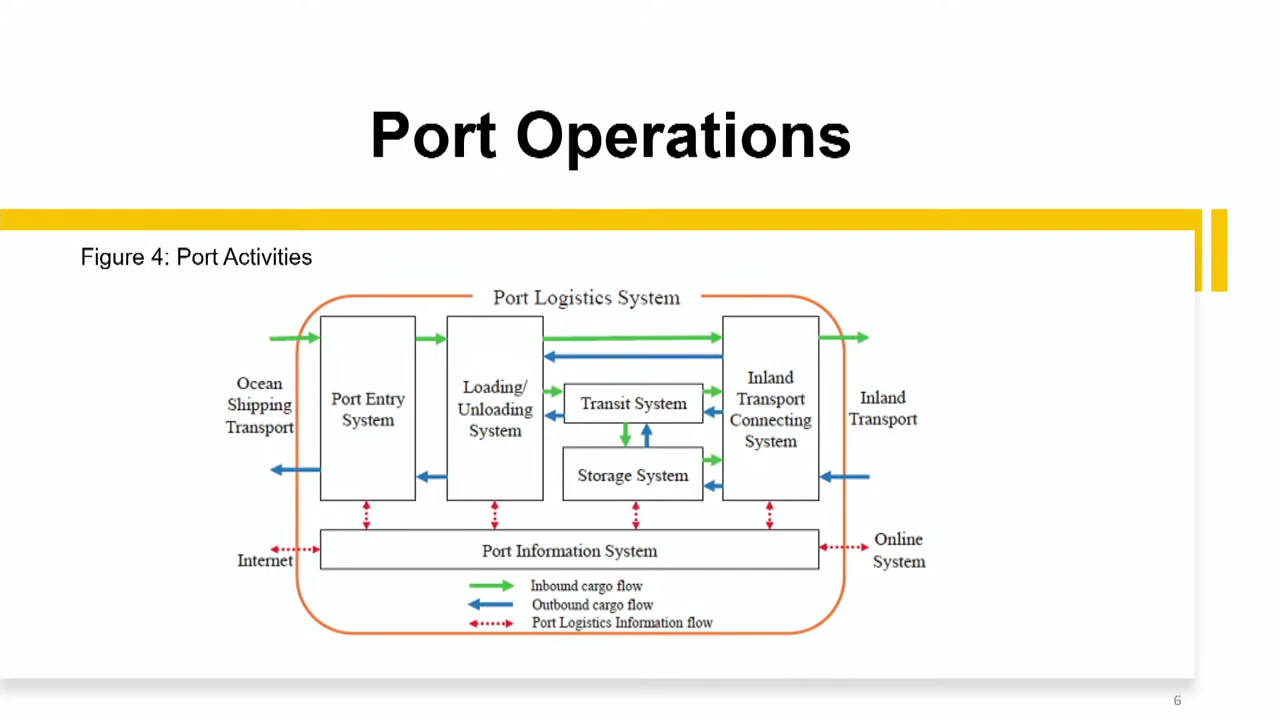 Port Operations
Figure 4: Port Activities
Port Logistics System
Ocean
Shipping
Transport
Port Entry
System
Loading/
Unloading
System
Transit System
Storage System
Inland
Transport
Connecting
System
Inland
Transport
Internet
Port Information System
Online
System
Inbound cargo flow
Outbound cargo flow
Port Logistics Information flow
6